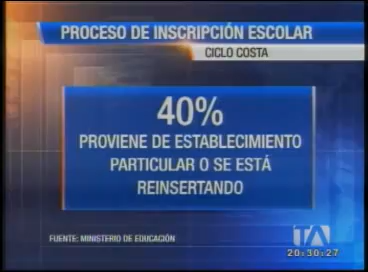 PROCESO DE INSCRIPCIÓN ESCOLAR
CICLO COSTA
40%
PROVIENE DE ESTABLECIMIENTO
PARTICULAR O SE ESTÁ
REINSERTANDO
FUENTE: MINISTERIO DE EDUCACIÓN
TA
20:30:27